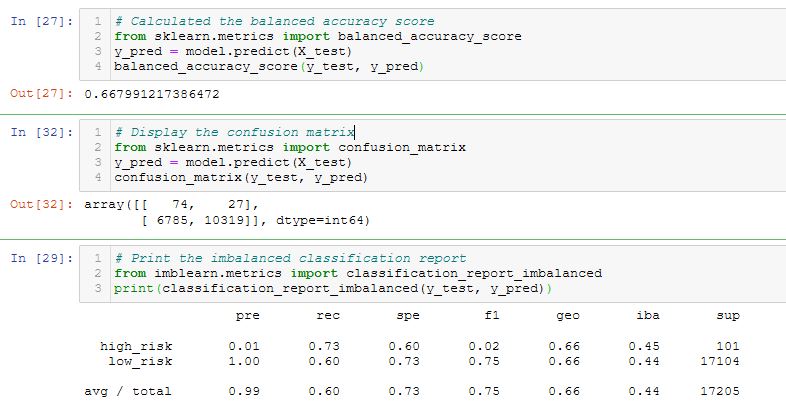 In [27]: 1 # Calculated the balanced accuracy score
2 from sklearn.metrics import balanced_accuracy_score
3 y_pred = model.predict(X_test)
4 balanced_accuracy_score(y_test, y_pred)
Out[27]: 0.667991217386472
In [32]: 1 # Display the confusion matrix
2 from sklearn.metrics import confusion_matrix
3 y_pred = model.predict(X_test)
4 confusion_matrix(y_test, y_pred)
Out[32]: array([[   74,    27],
[ 6785, 10319]], dtype=int64)
In [29]: 1 # Print the imbalanced classification report
2 from imblearn.metrics import classification_report_imbalanced
3 print(classification_report_imbalanced(y_test, y_pred))
pre rec spe f1 geo iba sup
high_risk 0.01 0.73 0.60 0.02 0.66 0.45 101
low_risk 1.00 0.60 0.73 0.75 0.66 0.44 17104
avg / total 0.99 0.60 0.73 0.75 0.66 0.44 17205